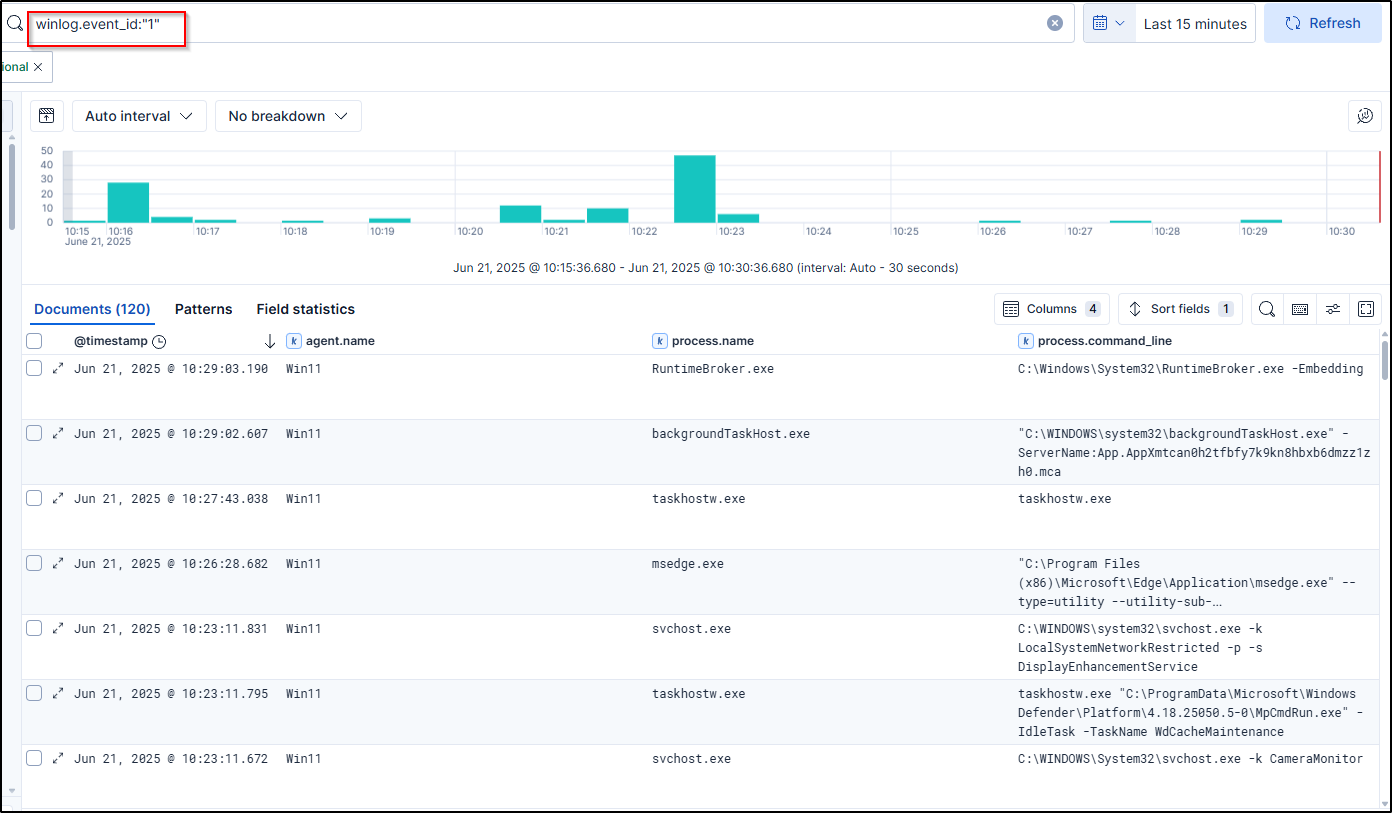 winlog.event_id:"1"
Last 15 minutes
Refresh
ional
Auto interval
No breakdown
50
40
30
20
10
0
10:15 10:16 10:17 10:18 10:19 10:20 10:21 10:22 10:23 10:24 10:25 10:26 10:27 10:28 10:29 10:30
June 21, 2025
Jun 21, 2025 @ 10:15:36.680 - Jun 21, 2025 @ 10:30:36.680 (interval: Auto - 30 seconds)
Documents (120) Patterns Field statistics
Columns 4 Sort fields 1
@timestamp k agent.name k process.name k process.command_line
Jun 21, 2025 @ 10:29:03.190 Win11 RuntimeBroker.exe C:\Windows\System32\RuntimeBroker.exe -Embedding
Jun 21, 2025 @ 10:29:02.607 Win11 backgroundTaskHost.exe "C:\WINDOWS\system32\backgroundTaskHost.exe" -
ServerName:App.AppXmtcan0h2tfbfy7k9kn8hbxb6dmzz1z
h0.mca
Jun 21, 2025 @ 10:27:43.038 Win11 taskhostw.exe taskhostw.exe
Jun 21, 2025 @ 10:26:28.682 Win11 msedge.exe "C:\Program Files
(x86)\Microsoft\Edge\Application\msedge.exe" --
type=utility --utility-sub-...
Jun 21, 2025 @ 10:23:11.831 Win11 svchost.exe C:\WINDOWS\system32\svchost.exe -k
LocalSystemNetworkRestricted -p -s
DisplayEnhancementService
Jun 21, 2025 @ 10:23:11.795 Win11 taskhostw.exe taskhostw.exe "C:\ProgramData\Microsoft\Windows
Defender\Platform\4.18.25050.5-0\MpCmdRun.exe" -
IdleTask -TaskName WdCacheMaintenance
Jun 21, 2025 @ 10:23:11.672 Win11 svchost.exe C:\WINDOWS\System32\svchost.exe -k CameraMonitor